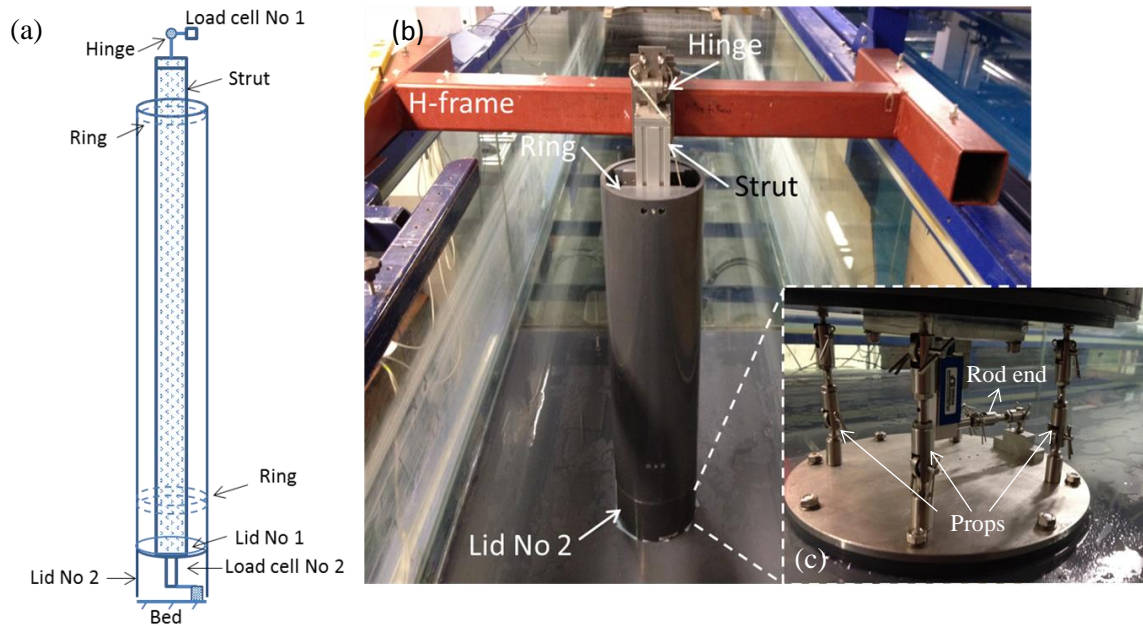 (a)
Load cell No 1
Hinge
Strut
Ring
Ring
Lid No 1
Load cell No 2
Lid No 2
Bed
(b)
Hinge
H-frame
Ring
Strut
Lid No 2
Rod end
Props
(c)